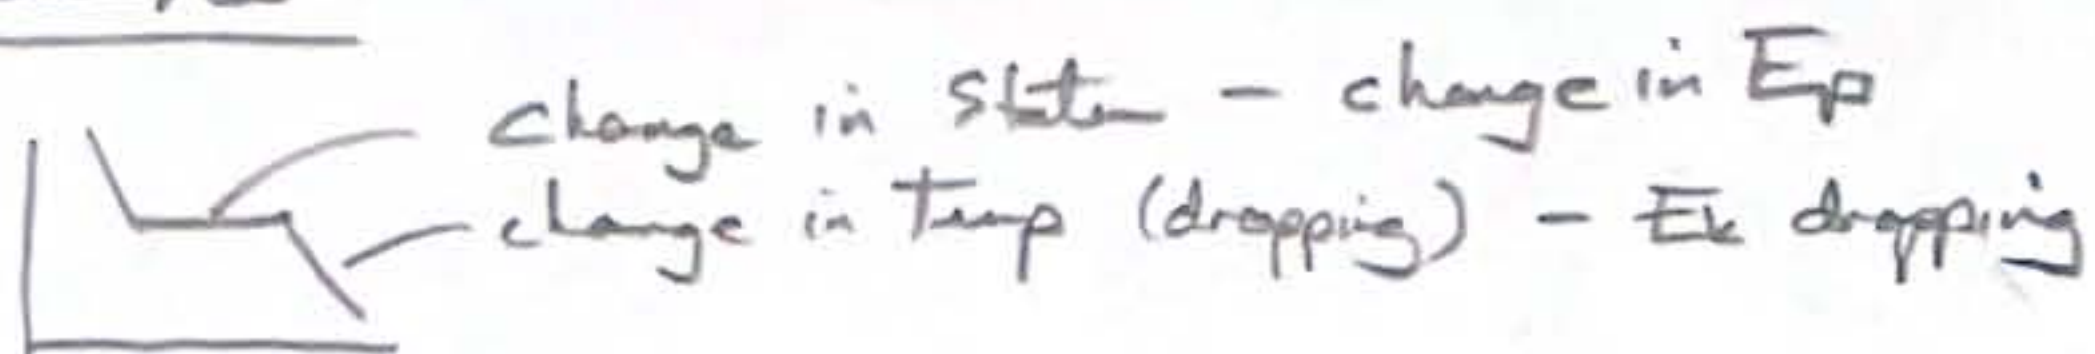 change in State - change in Ep
change in Temp (dropping) - Ek dropping